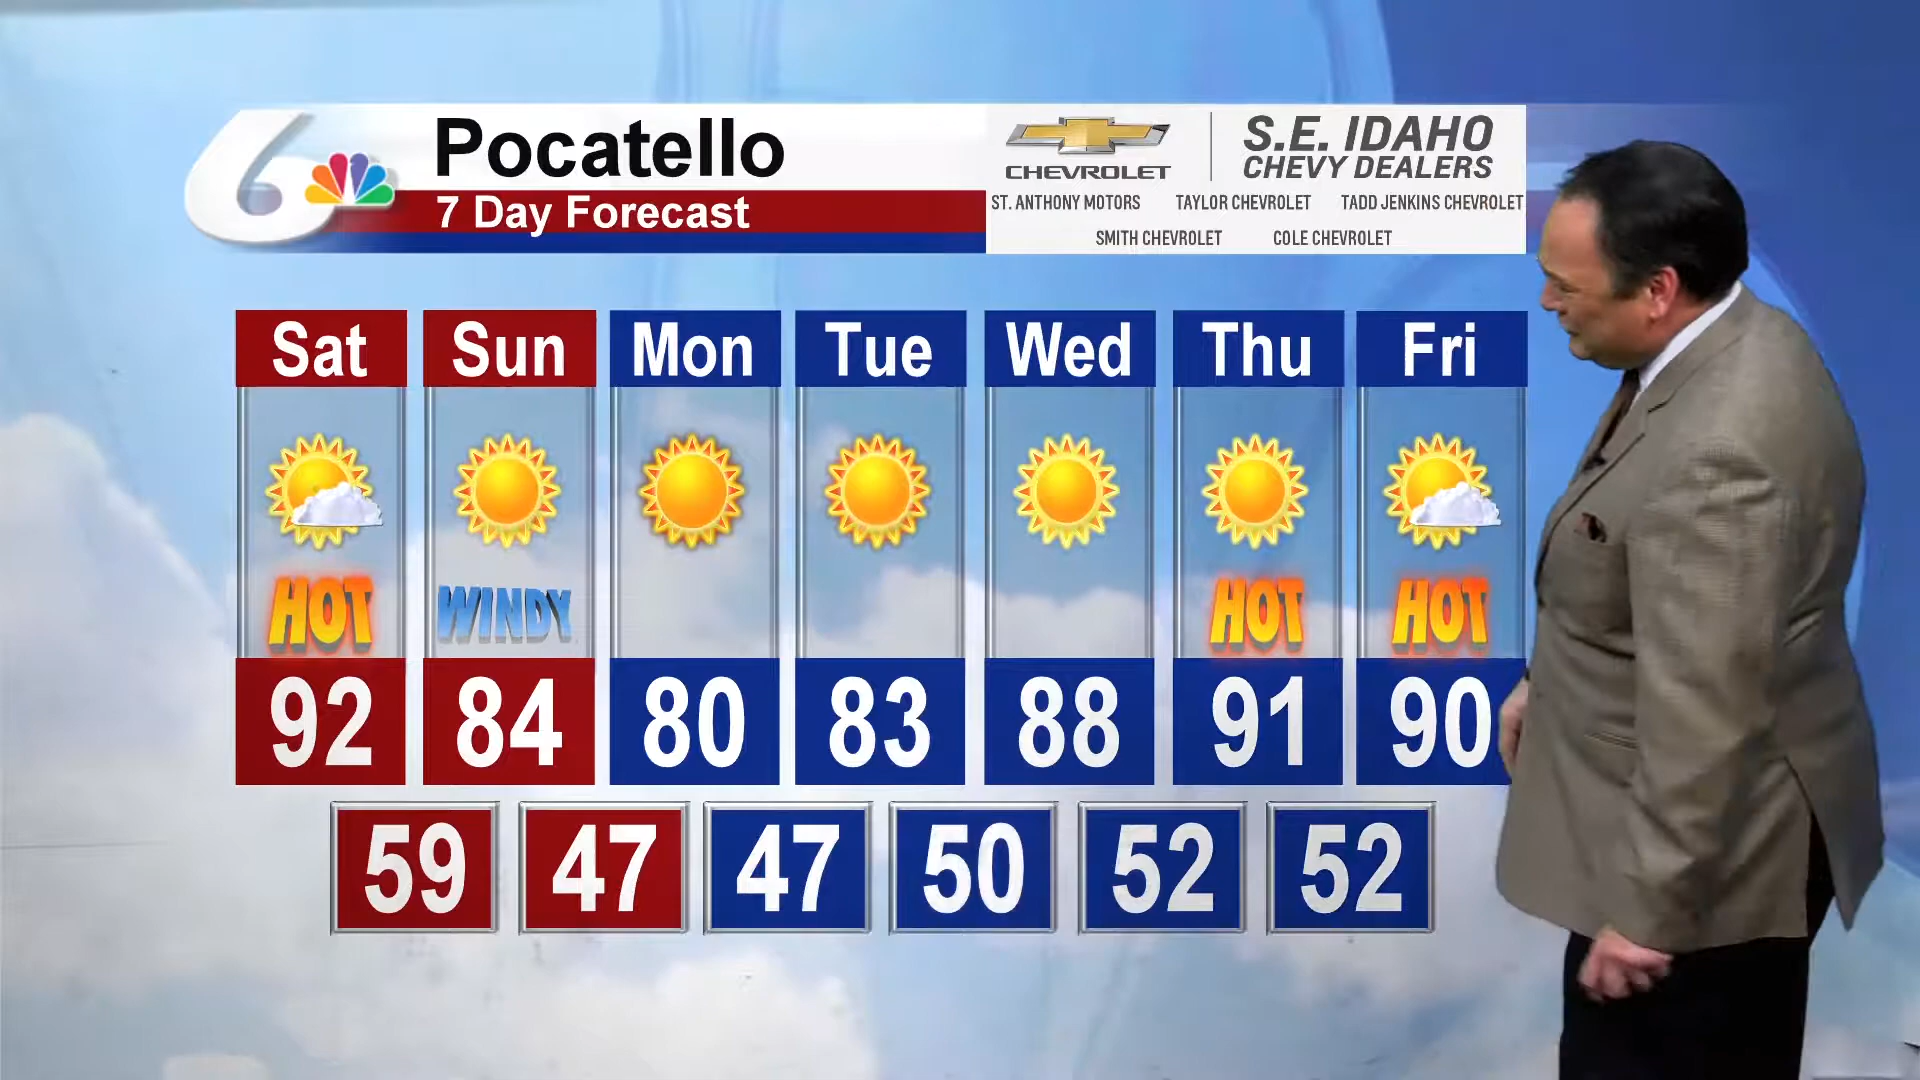 6
Pocatello
7 Day Forecast
CHEVROLET
S.E. IDAHO
CHEVY DEALERS
ST. ANTHONY MOTORS TAYLOR CHEVROLET TADD JENKINS CHEVROLET
SMITH CHEVROLET COLE CHEVROLET
Sat Sun Mon Tue Wed Thu Fri
HOT WINDY HOT HOT
92 84 80 83 88 91 90
59 47 47 50 52 52